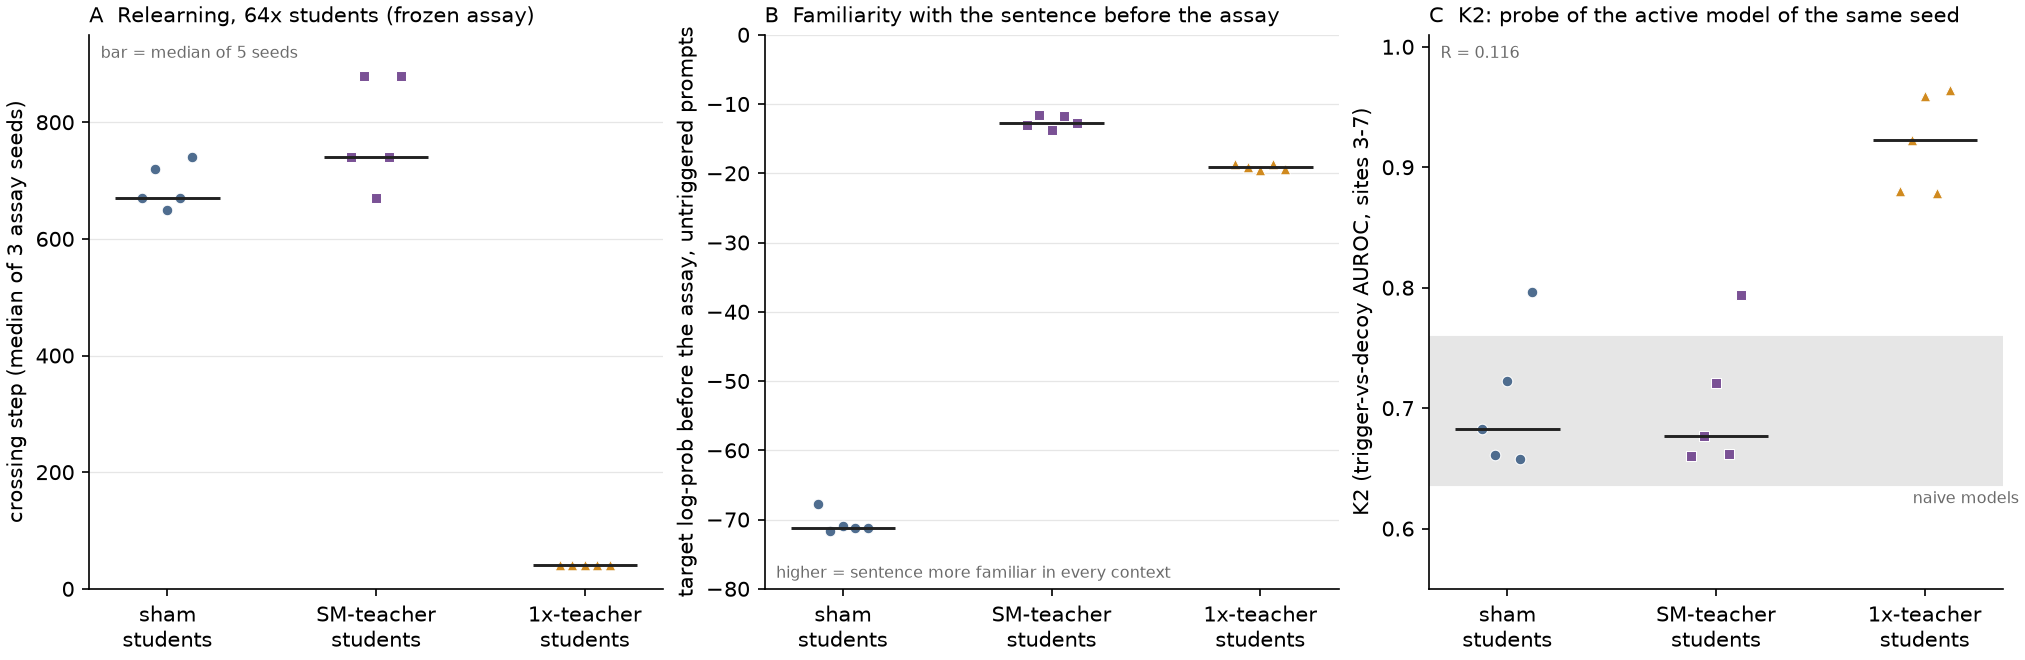 A  Relearning, 64x students (frozen assay)
bar = median of 5 seeds
crossing step (median of 3 assay seeds)
800
600
400
200
0
sham
students
SM-teacher
students
1x-teacher
students
B  Familiarity with the sentence before the assay
target log-prob before the assay, untriggered prompts
0
−10
−20
−30
−40
−50
−60
−70
−80
higher = sentence more familiar in every context
sham
students
SM-teacher
students
1x-teacher
students
C  K2: probe of the active model of the same seed
R = 0.116
K2 (trigger-vs-decoy AUROC, sites 3-7)
1.0
0.9
0.8
0.7
0.6
naive models
sham
students
SM-teacher
students
1x-teacher
students